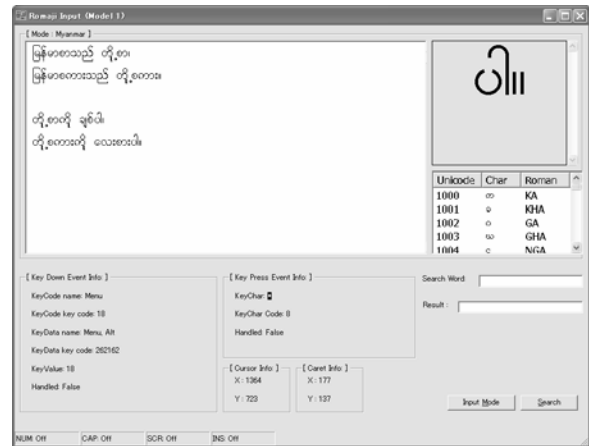 Romaji Input (Model 1)
[ Mode : Myanmar ]
မြန်မာစာသည် တို့စာ၊
မြန်မာစကားသည် တို့စကား။
တို့စာကို ချစ်ပါ၊
တို့စကားကို လေးစားပါ။
ပါ။
Unicode Char Roman
1000 က KA
1001 ခ KHA
1002 ဂ GA
1003 ဃ GHA
1004 င NGA
[ Key Down Event Info: ]
KeyCode name: Menu
KeyCode key code: 18
KeyData name: Menu, Alt
KeyData key code: 262162
KeyValue: 18
Handled: False
[ Key Press Event Info: ]
KeyChar:
KeyChar Code: 8
Handled: False
[ Cursor Info: ]
X : 1364
Y : 723
[ Caret Info: ]
X : 177
Y : 137
Search Word:
Result :
Input Mode
Search
NUM: Off CAP: Off SCR: Off INS: Off